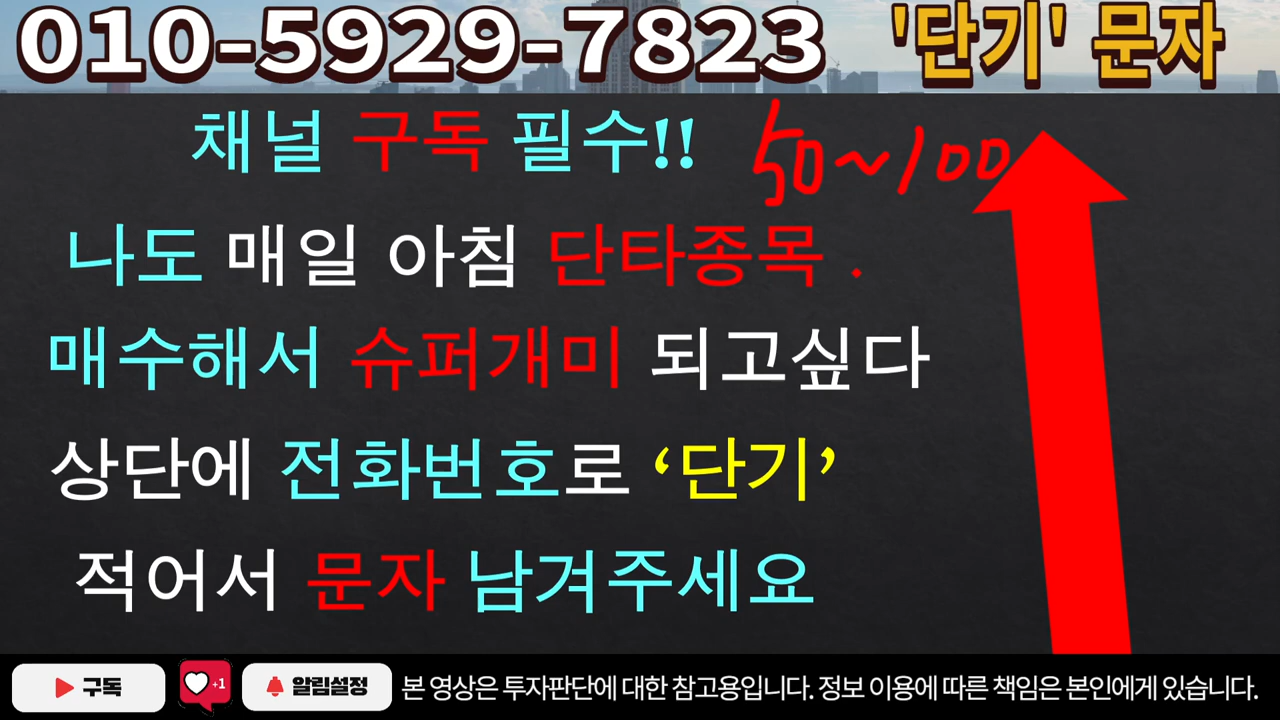 010-5929-7823 '단기' 문자
채널 구독 필수!!
50~100
나도 매일 아침 단타종목 .
매수해서 슈퍼개미 되고싶다
상단에 전화번호로 ‘단기’
적어서 문자 남겨주세요
구독 +1 알림설정 본 영상은 투자판단에 대한 참고용입니다. 정보 이용에 따른 책임은 본인에게 있습니다.